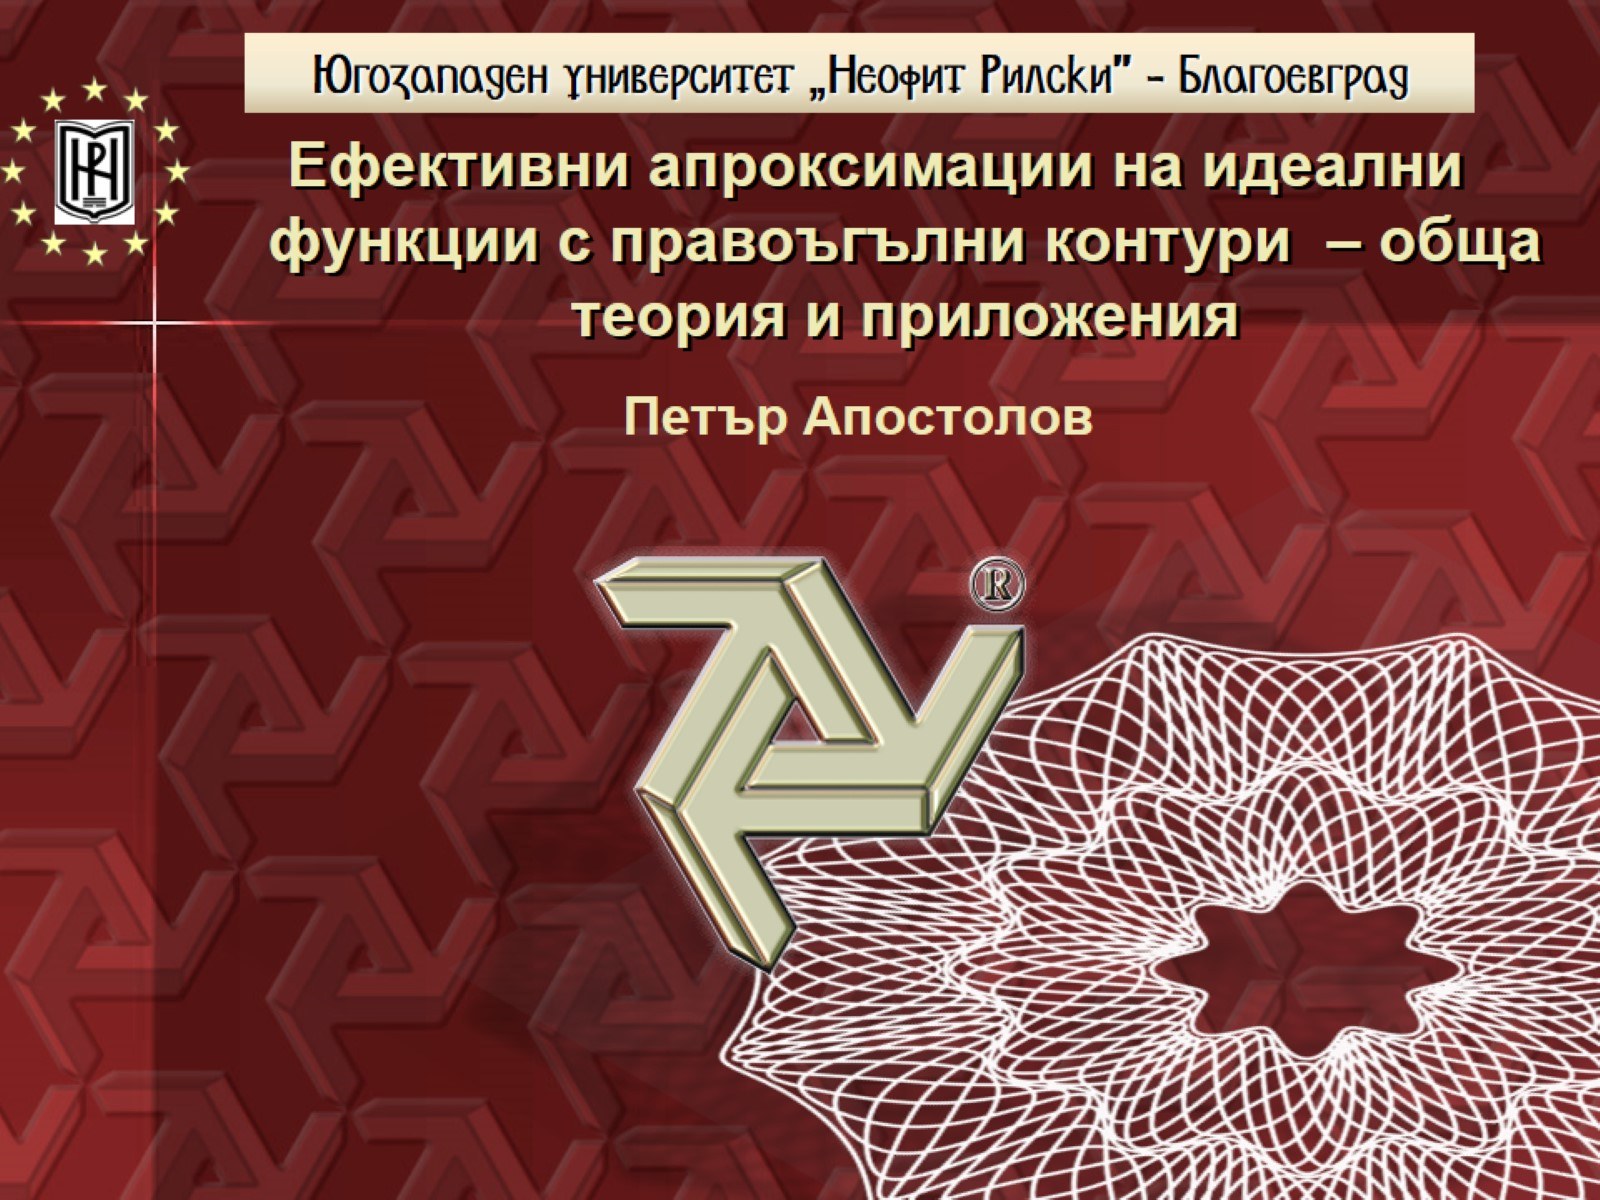 Югозападен университет „Неофит Рилски” - Благоевград
Ефективни апроксимации на идеални
функции с правоъгълни контури – обща
теория и приложения
Петър Апостолов
®